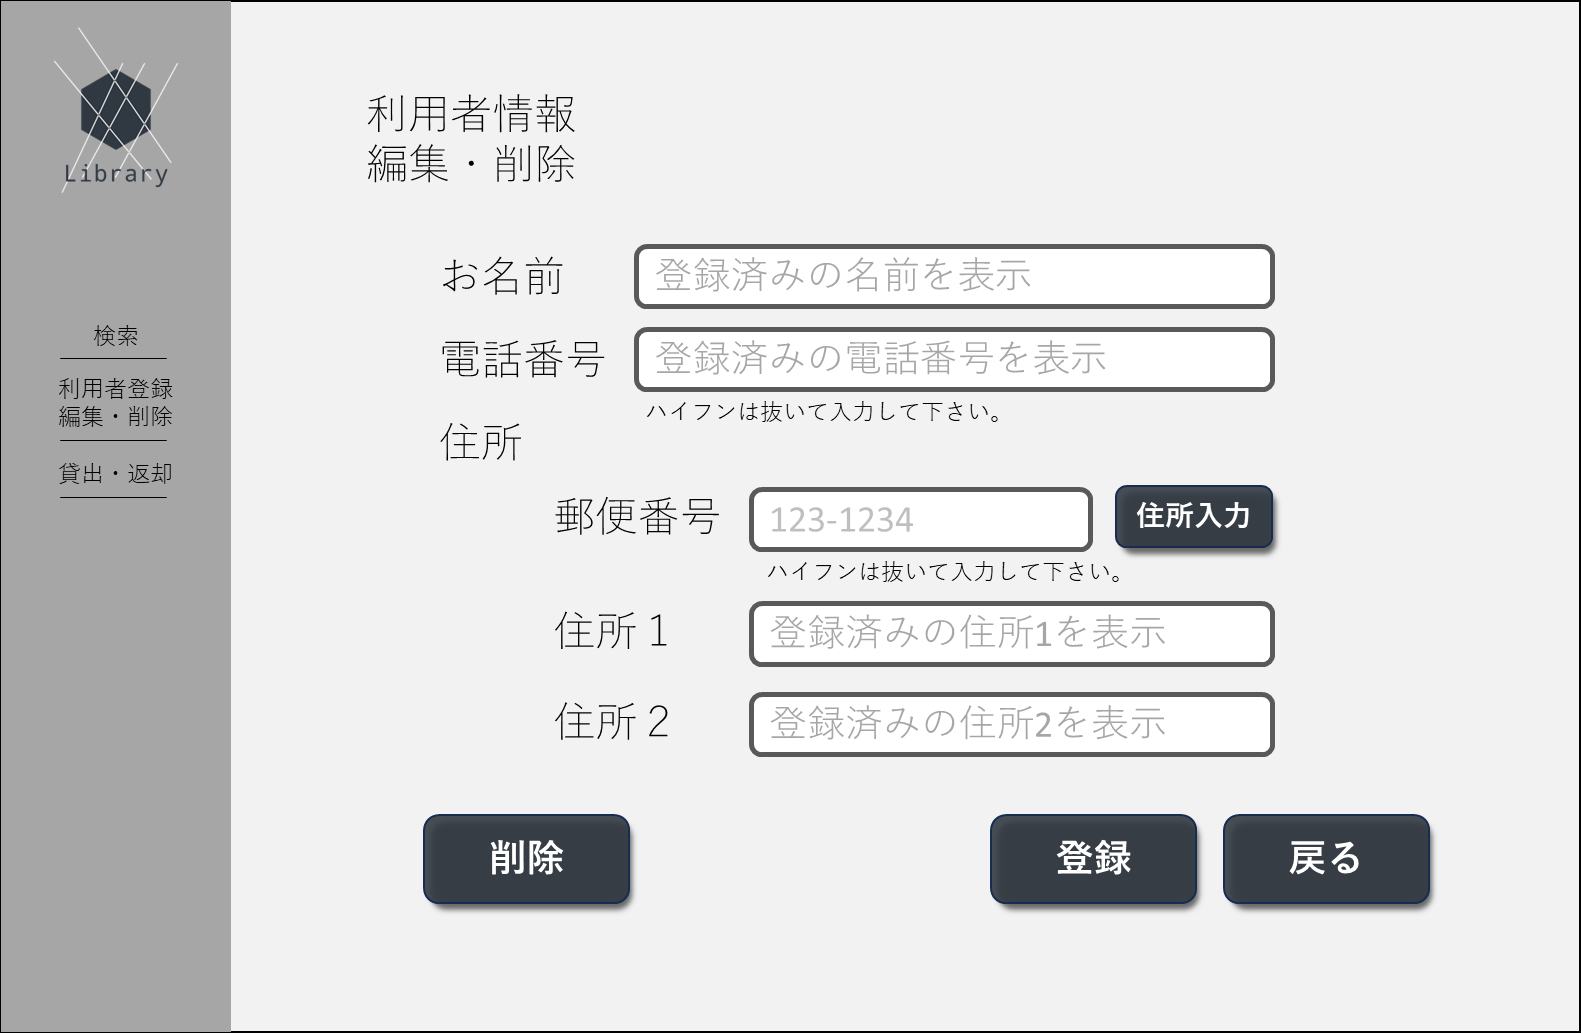 Library
検索
利用者登録
編集・削除
貸出・返却
利用者情報
編集・削除
お名前
登録済みの名前を表示
電話番号
登録済みの電話番号を表示
ハイフンは抜いて入力して下さい。
住所
郵便番号
123-1234
住所入力
ハイフンは抜いて入力して下さい。
住所１
登録済みの住所1を表示
住所２
登録済みの住所2を表示
削除
登録
戻る